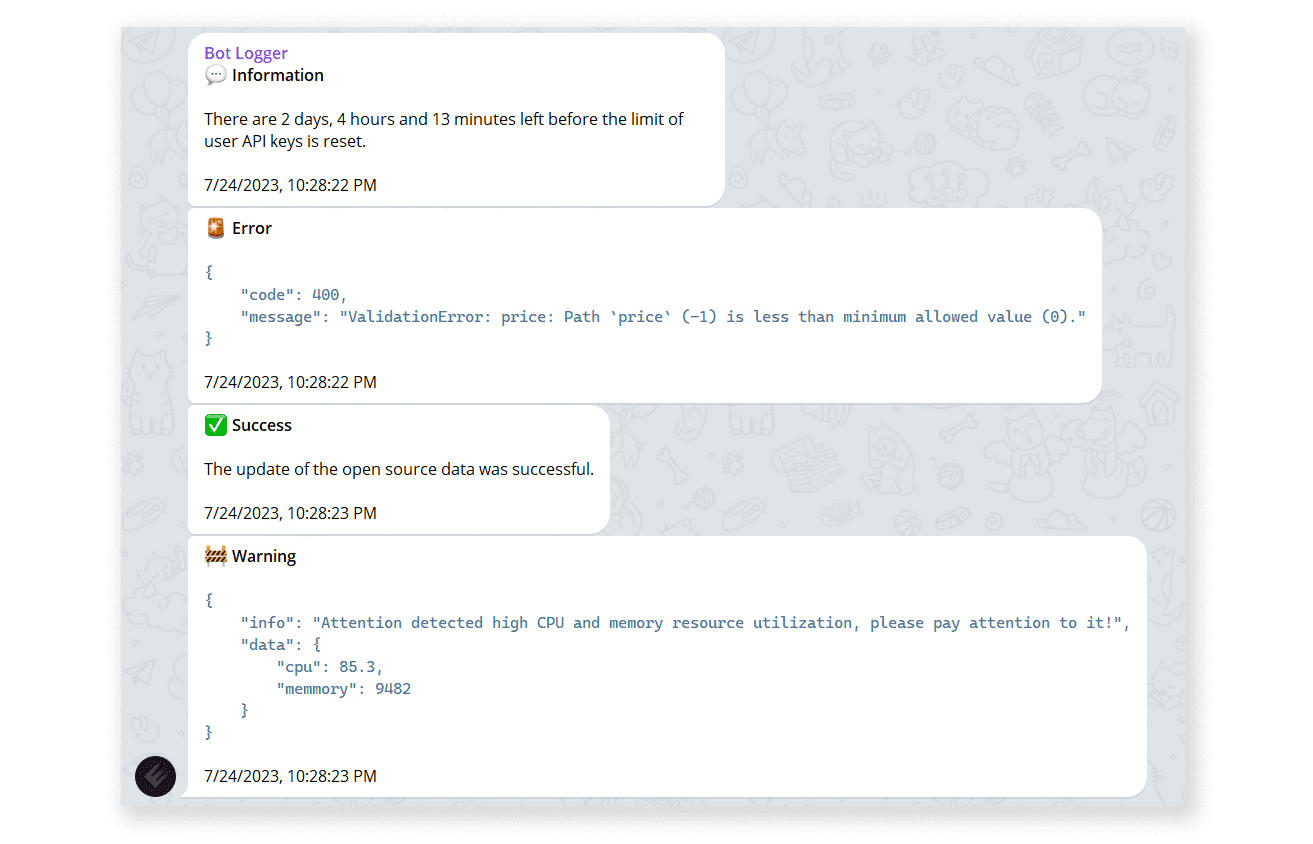 Bot Logger
💬 Information
There are 2 days, 4 hours and 13 minutes left before the limit of
user API keys is reset.
7/24/2023, 10:28:22 PM
🚨 Error
{
    "code": 400,
    "message": "ValidationError: price: Path `price` (-1) is less than minimum allowed value (0)."
}
7/24/2023, 10:28:22 PM
✅ Success
The update of the open source data was successful.
7/24/2023, 10:28:23 PM
🚧 Warning
{
    "info": "Attention detected high CPU and memory resource utilization, please pay attention to it!",
    "data": {
        "cpu": 85.3,
        "memmory": 9482
    }
}
7/24/2023, 10:28:23 PM